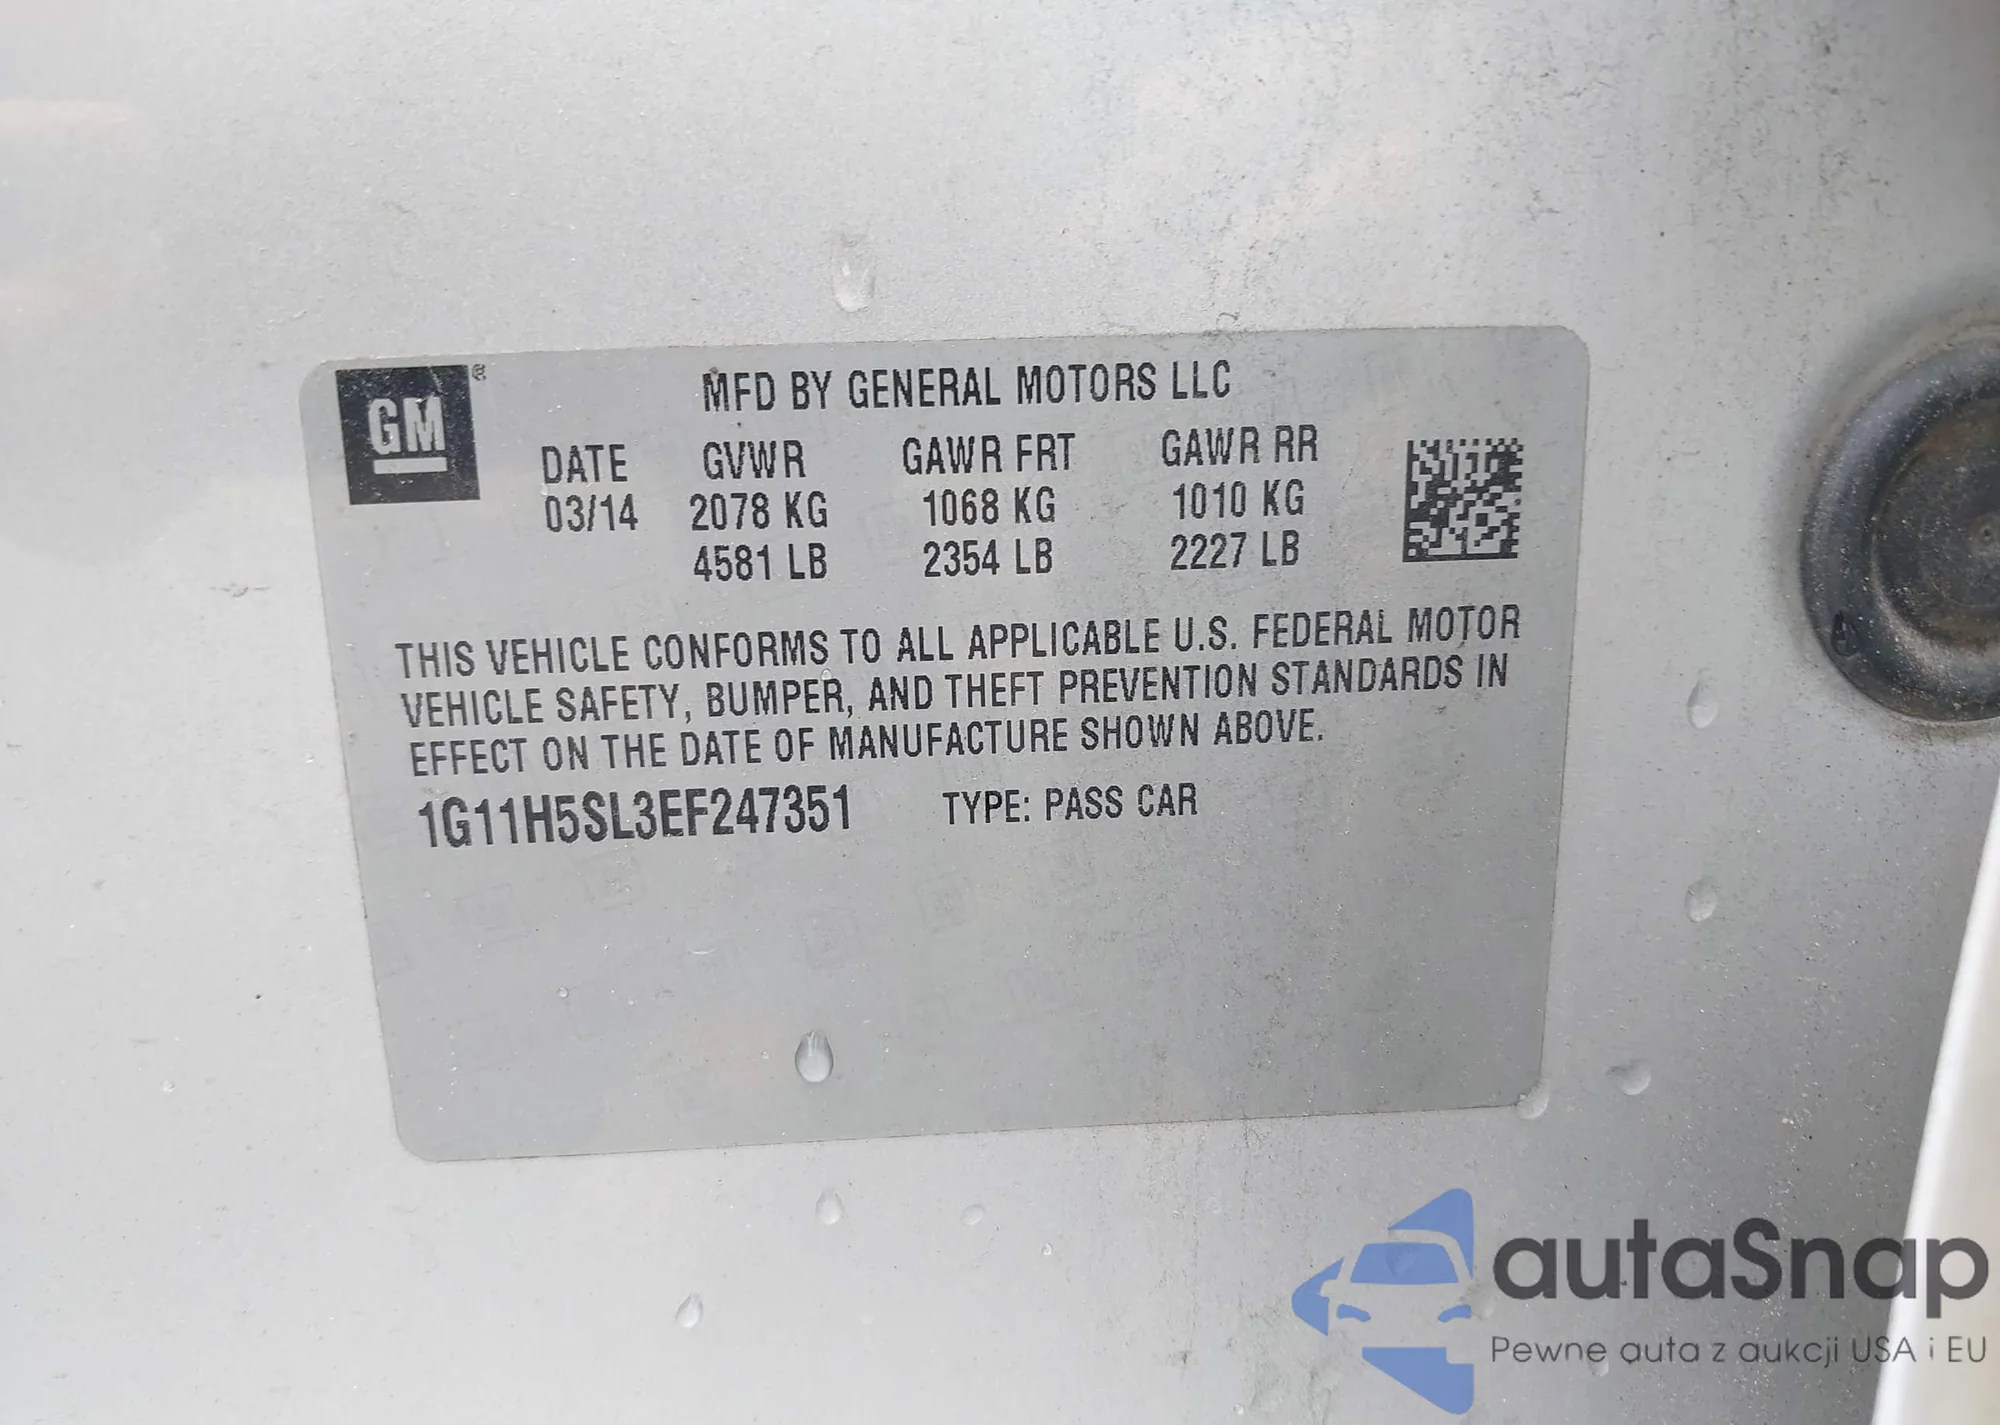 GM ®
MFD BY GENERAL MOTORS LLC
DATE GVWR GAWR FRT GAWR RR
03/14 2078 KG 1068 KG 1010 KG
4581 LB 2354 LB 2227 LB
THIS VEHICLE CONFORMS TO ALL APPLICABLE U.S. FEDERAL MOTOR
VEHICLE SAFETY, BUMPER, AND THEFT PREVENTION STANDARDS IN
EFFECT ON THE DATE OF MANUFACTURE SHOWN ABOVE.
1G11H5SL3EF247351 TYPE: PASS CAR
autaSnap
Pewne auta z aukcji USA i EU